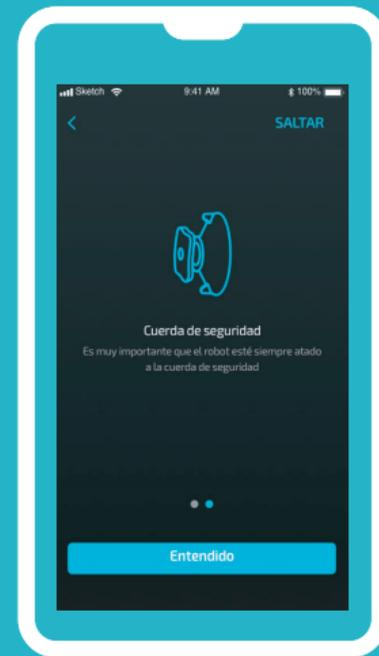 Sketch 9:41 AM 100%
SALTAR
Cuerda de seguridad
Es muy importante que el robot esté siempre atado
a la cuerda de seguridad
Entendido